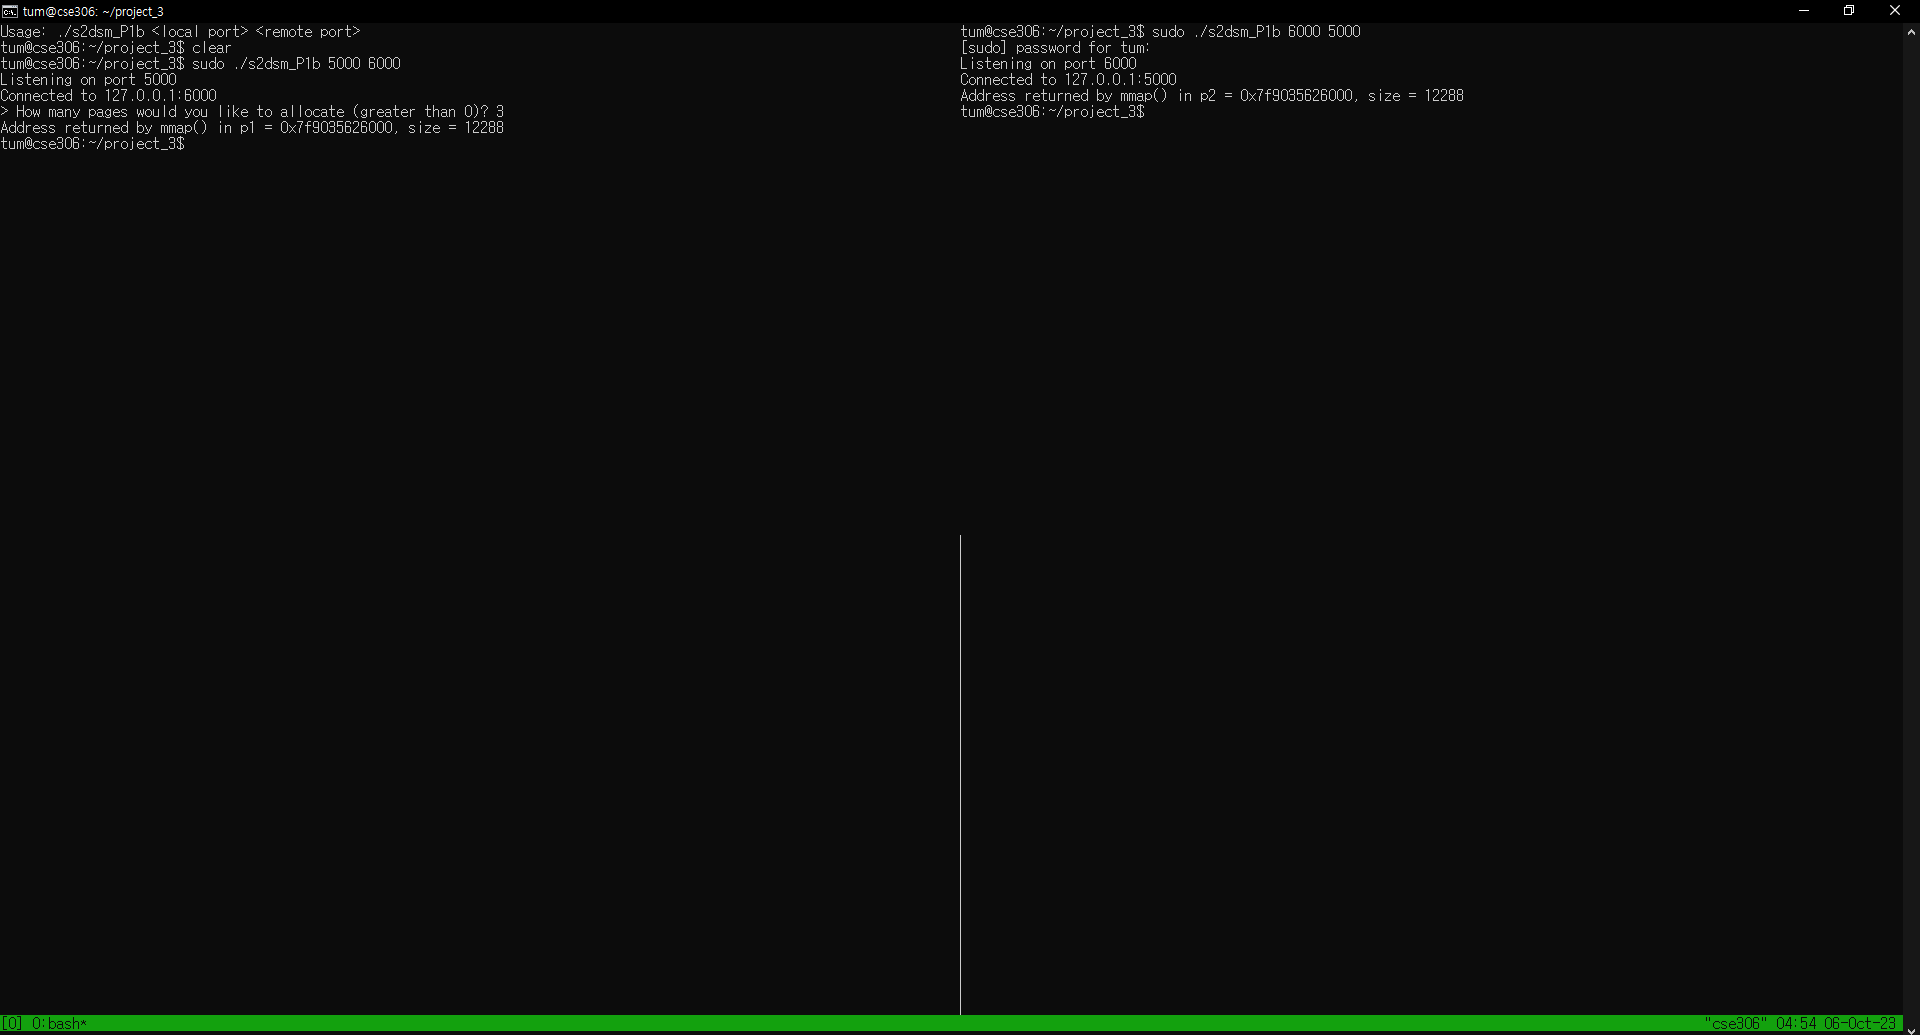 tum@cse306: ~/project_3
Usage: ./s2dsm_P1b <local port> <remote port>
tum@cse306:~/project_3$ clear
tum@cse306:~/project_3$ sudo ./s2dsm_P1b 5000 6000
Listening on port 5000
Connected to 127.0.0.1:6000
> How many pages would you like to allocate (greater than 0)? 3
Address returned by mmap() in p1 = 0x7f9035626000, size = 12288
tum@cse306:~/project_3$
tum@cse306:~/project_3$ sudo ./s2dsm_P1b 6000 5000
[sudo] password for tum:
Listening on port 6000
Connected to 127.0.0.1:5000
Address returned by mmap() in p2 = 0x7f9035626000, size = 12288
tum@cse306:~/project_3$
[0] 0:bash*
"cse306" 04:54 06-Oct-23